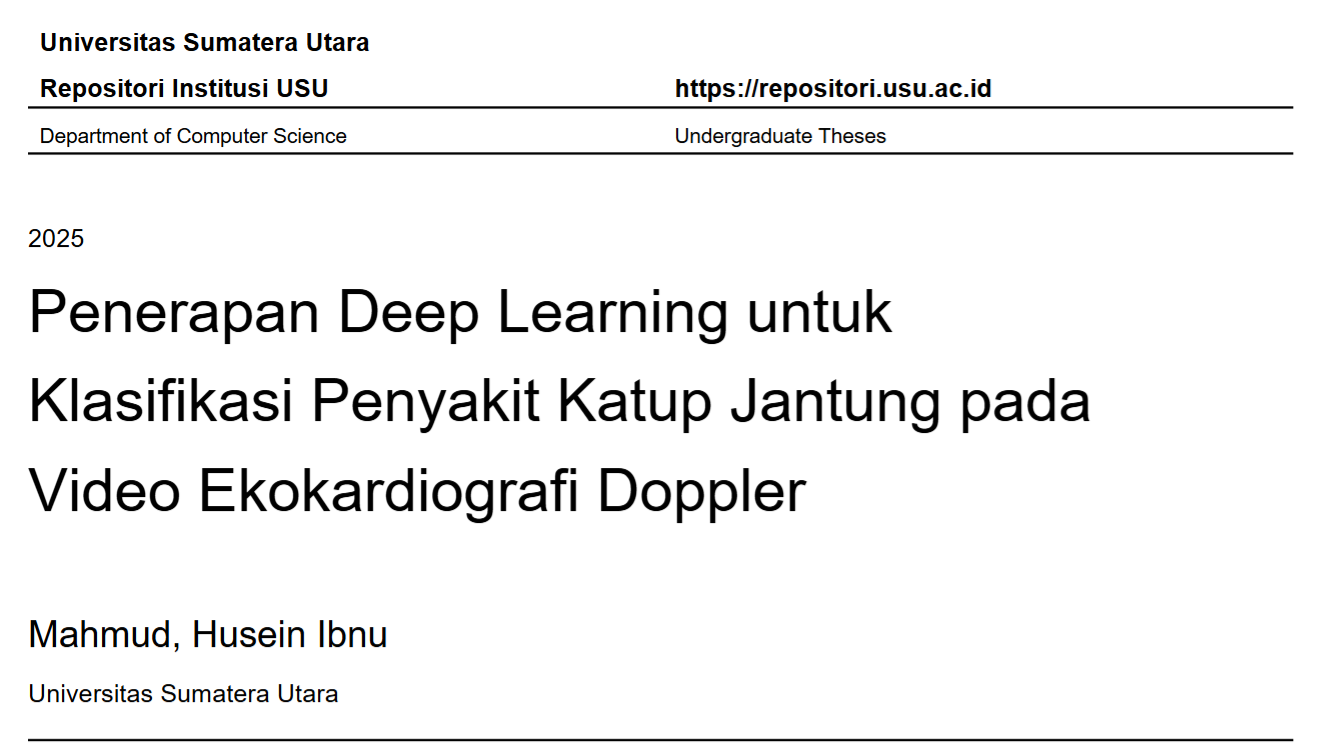 Universitas Sumatera Utara
Repositori Institusi USU https://repositori.usu.ac.id
Department of Computer Science Undergraduate Theses
2025
Penerapan Deep Learning untuk
Klasifikasi Penyakit Katup Jantung pada
Video Ekokardiografi Doppler
Mahmud, Husein Ibnu
Universitas Sumatera Utara